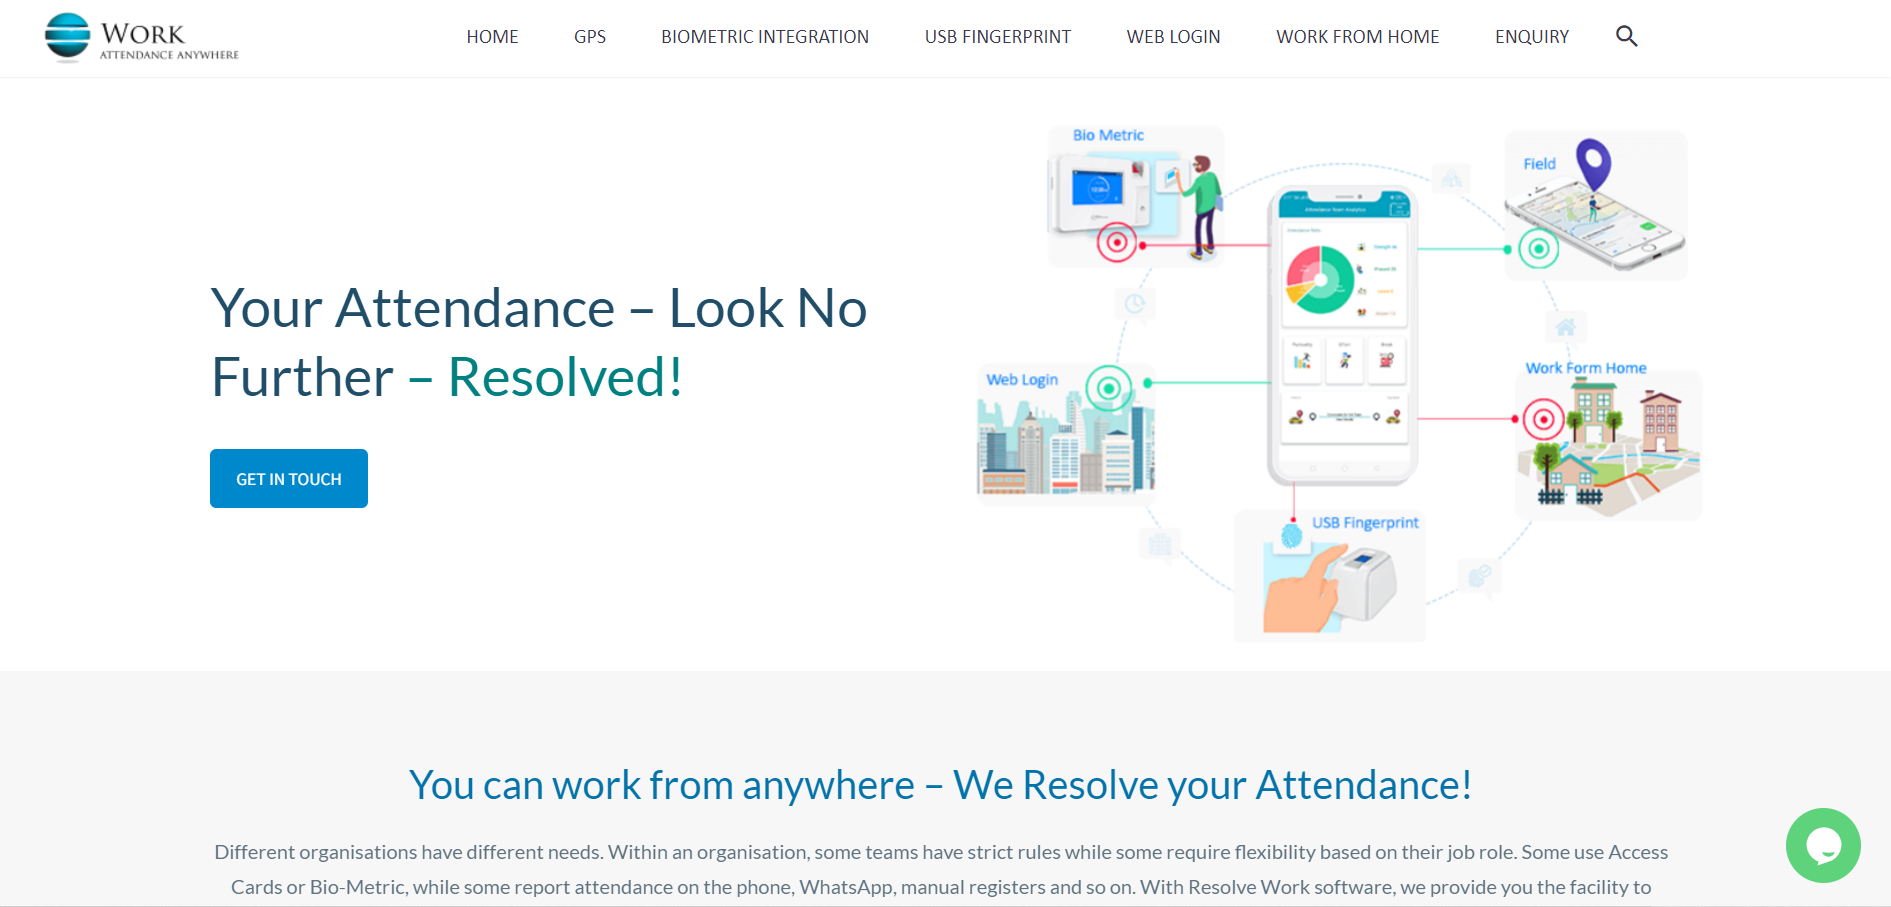 WORK
ATTENDANCE ANYWHERE
HOME
GPS
BIOMETRIC INTEGRATION
USB FINGERPRINT
WEB LOGIN
WORK FROM HOME
ENQUIRY
Your Attendance – Look No
Further – Resolved!
GET IN TOUCH
Bio Metric
Field
Attendance Team Analytics
Web Login
Work Form Home
USB Fingerprint
You can work from anywhere – We Resolve your Attendance!
Different organisations have different needs. Within an organisation, some teams have strict rules while some require flexibility based on their job role. Some use Access
Cards or Bio-Metric, while some report attendance on the phone, WhatsApp, manual registers and so on. With Resolve Work software, we provide you the facility to